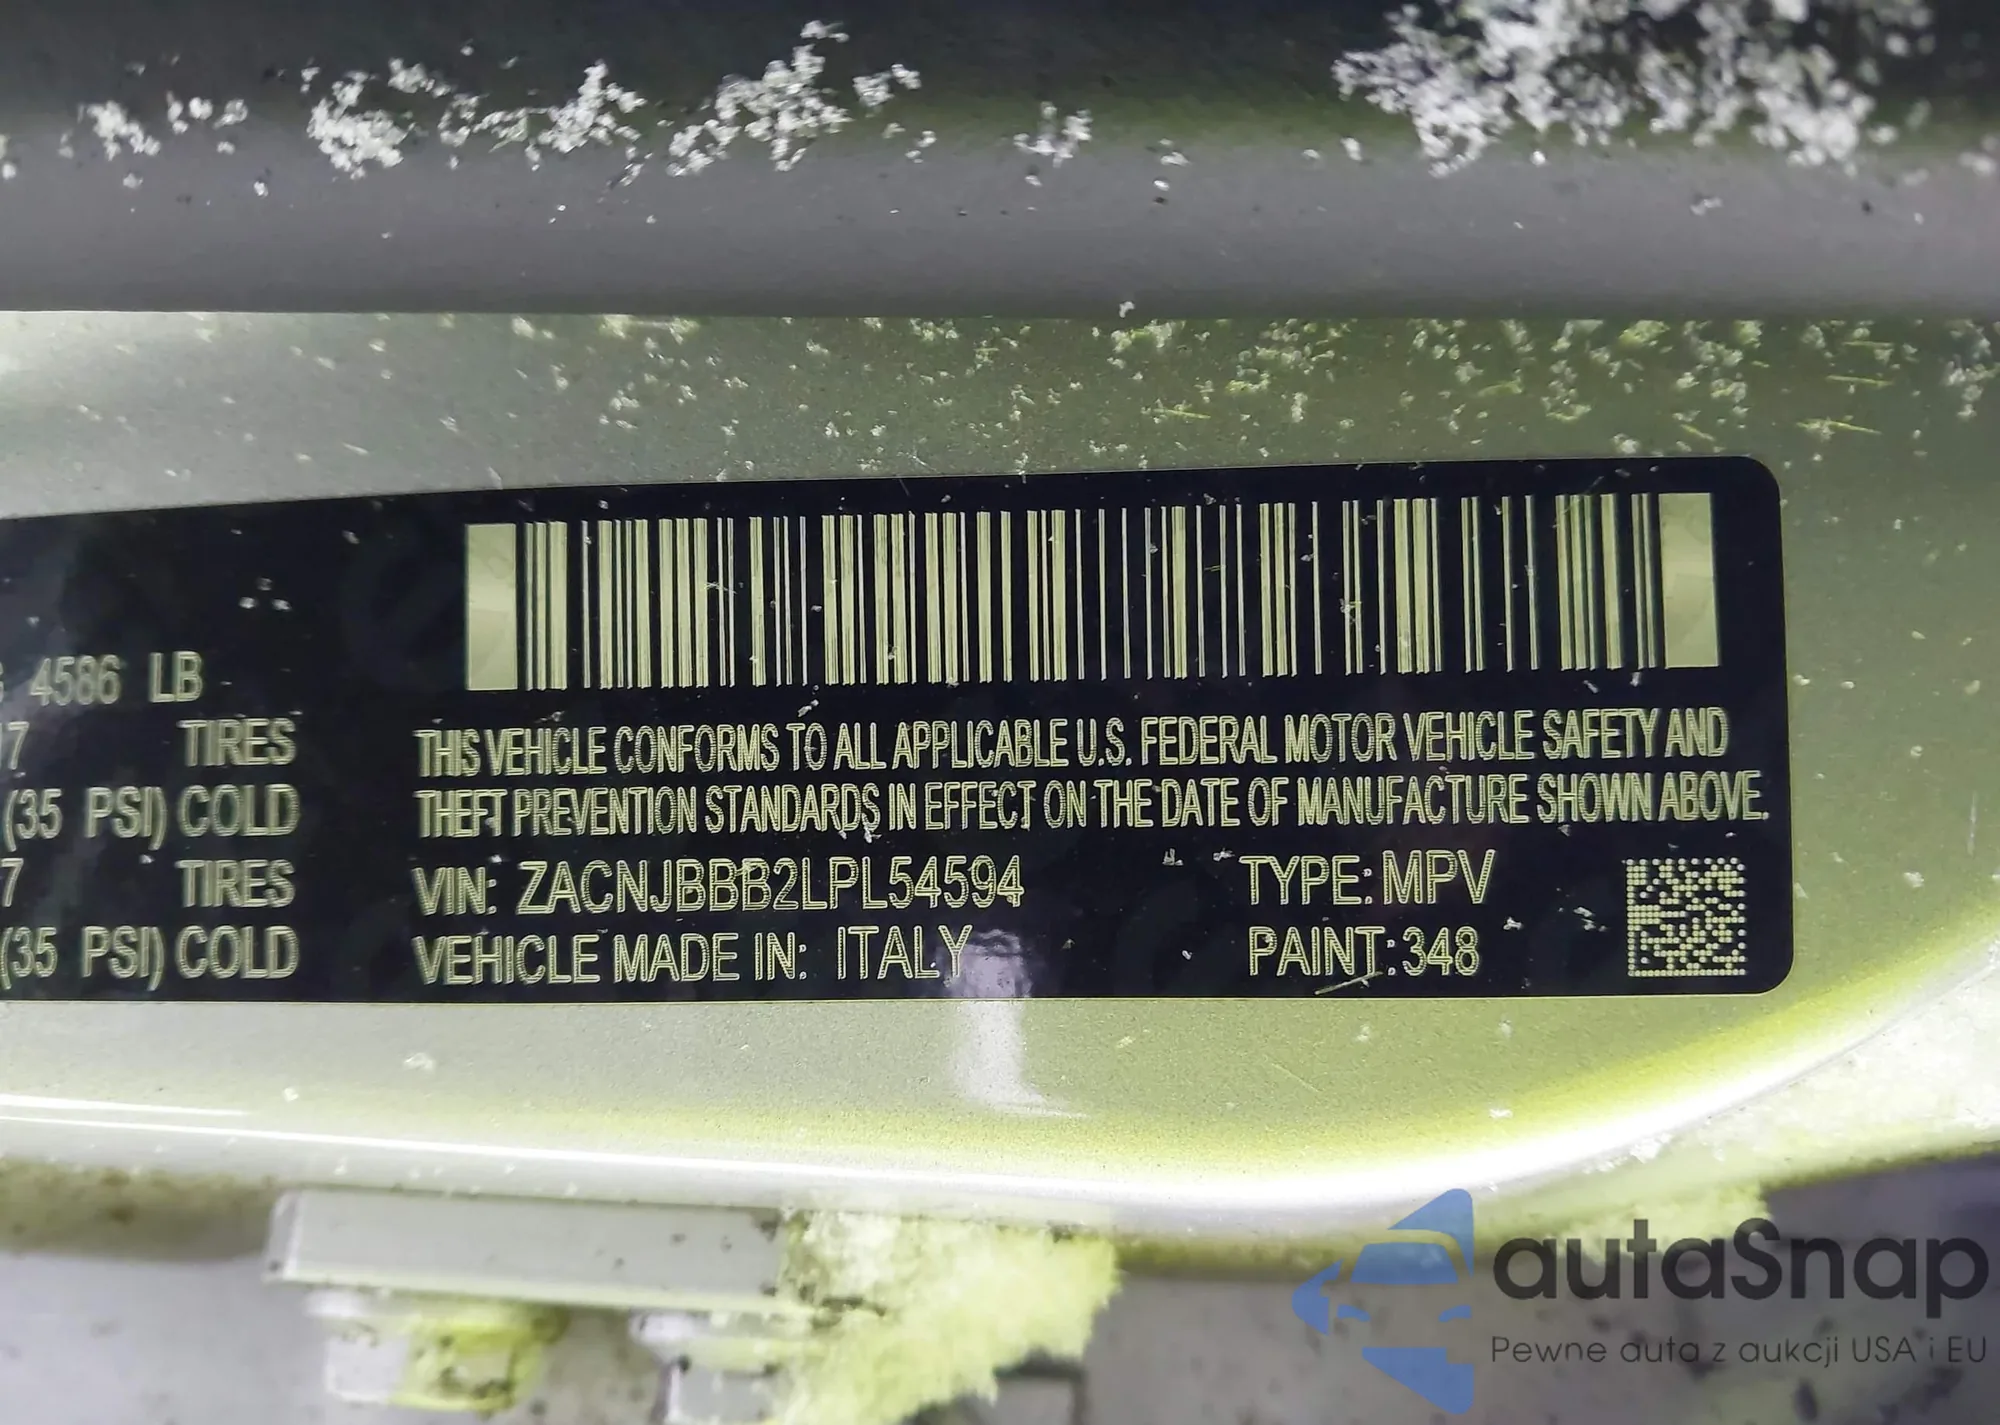 4586 LB
17 TIRES
(35 PSI) COLD
7 TIRES
(35 PSI) COLD
THIS VEHICLE CONFORMS TO ALL APPLICABLE U.S. FEDERAL MOTOR VEHICLE SAFETY AND
THEFT PREVENTION STANDARDS IN EFFECT ON THE DATE OF MANUFACTURE SHOWN ABOVE.
VIN: ZACNJBBB2LPL54594 TYPE: MPV
VEHICLE MADE IN: ITALY PAINT: 348
autaSnap
Pewne auta z aukcji USA i EU